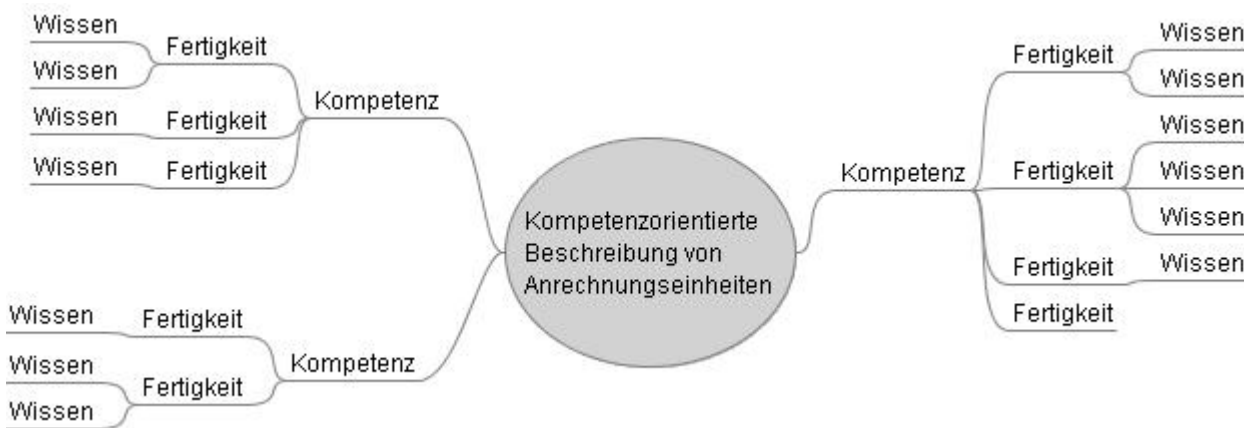 Wissen
Fertigkeit
Wissen
Wissen
Fertigkeit
Wissen
Fertigkeit
Kompetenz
Wissen
Fertigkeit
Wissen
Fertigkeit
Wissen
Kompetenz
Kompetenzorientierte
Beschreibung von
Anrechnungseinheiten
Kompetenz
Fertigkeit
Wissen
Wissen
Fertigkeit
Wissen
Wissen
Wissen
Fertigkeit
Wissen
Fertigkeit